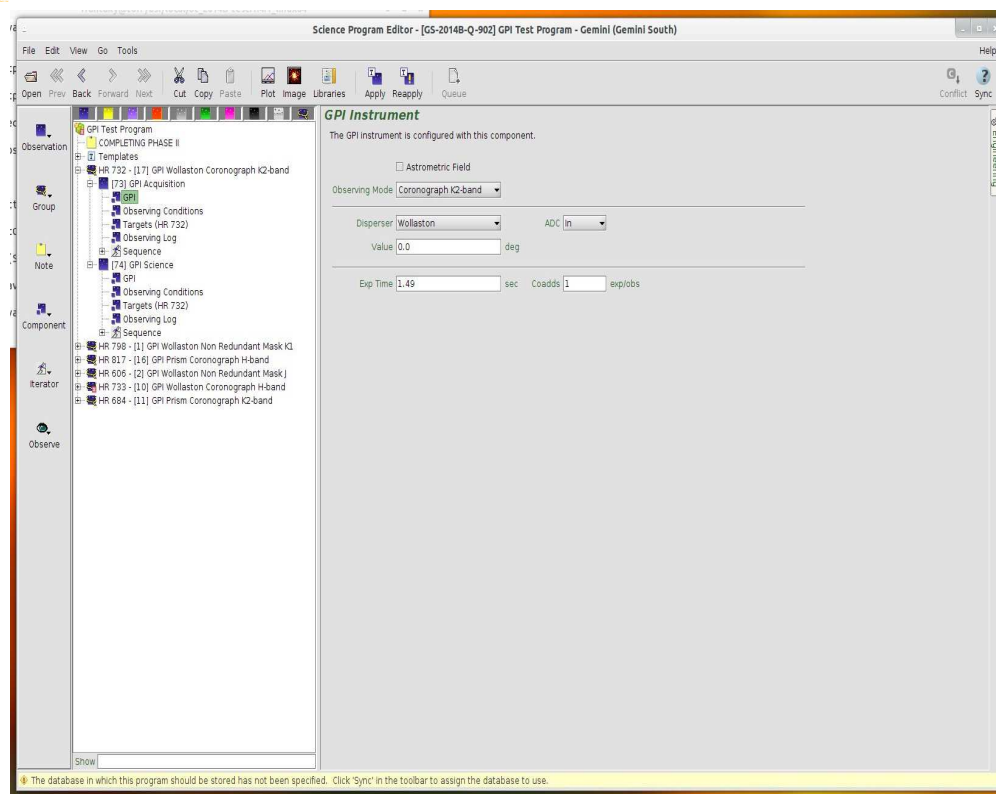 Science Program Editor - [GS-2014B-Q-902] GPI Test Program - Gemini (Gemini South)
File Edit View Go Tools Help
Open Prev Back Forward Next Cut Copy Paste Plot Image Libraries Apply Reapply Queue Conflict Sync
Observation
Group
Note
Component
Iterator
Observe
GPI Test Program
COMPLETING PHASE II
Templates
HR 732 - [17] GPI Wollaston Coronograph K2-band
[73] GPI Acquisition
GPI
Observing Conditions
Targets (HR 732)
Observing Log
Sequence
[74] GPI Science
GPI
Observing Conditions
Targets (HR 732)
Observing Log
Sequence
HR 798 - [1] GPI Wollaston Non Redundant Mask K1
HR 817 - [16] GPI Prism Coronograph H-band
HR 606 - [2] GPI Wollaston Non Redundant Mask J
HR 733 - [10] GPI Wollaston Coronograph H-band
HR 684 - [11] GPI Prism Coronograph K2-band
Show
GPI Instrument
The GPI instrument is configured with this component.
Astrometric Field
Observing Mode Coronograph K2-band
Disperser Wollaston ADC In
Value 0.0 deg
Exp Time 1.49 sec Coadds 1 exp/obs
The database in which this program should be stored has not been specified. Click 'Sync' in the toolbar to assign the database to use.